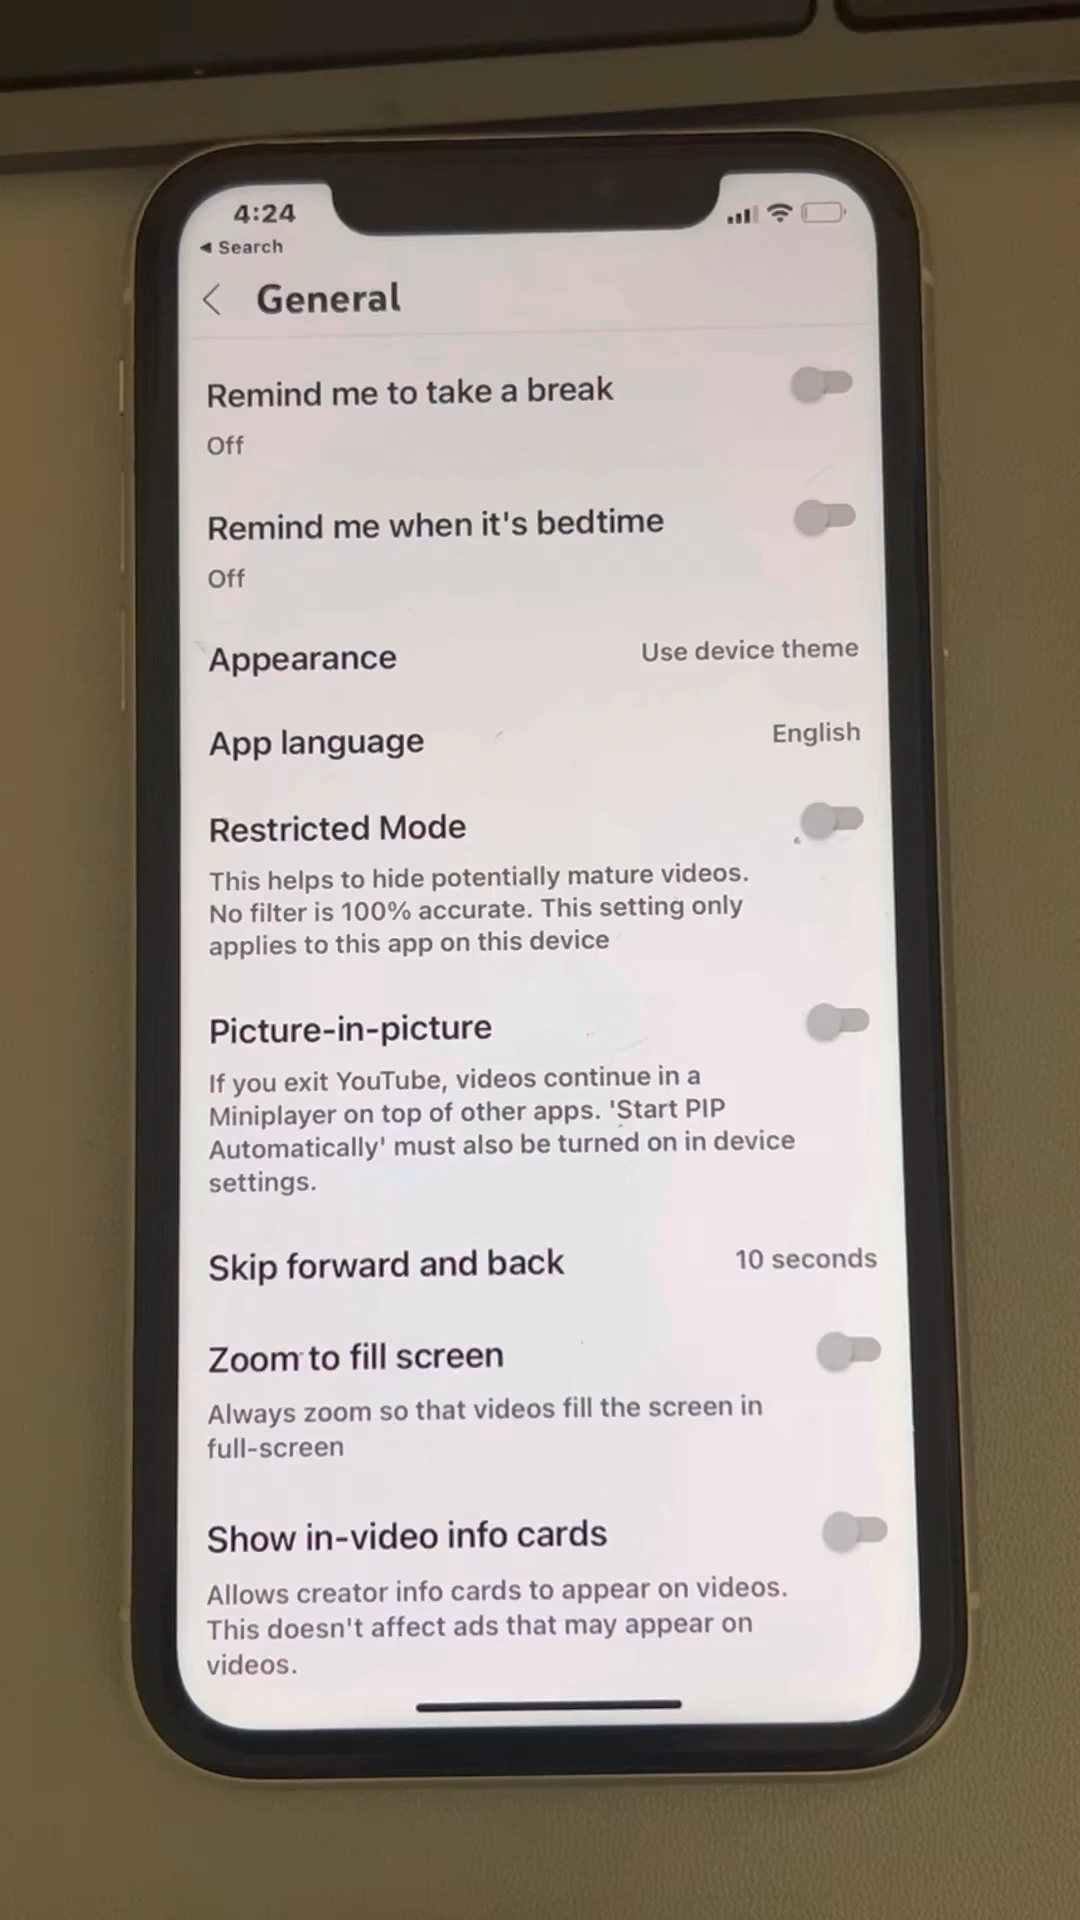 4:24
◄ Search
General
Remind me to take a break
Off
Remind me when it's bedtime
Off
Appearance
Use device theme
App language
English
Restricted Mode
This helps to hide potentially mature videos.
No filter is 100% accurate. This setting only
applies to this app on this device
Picture-in-picture
If you exit YouTube, videos continue in a
Miniplayer on top of other apps. 'Start PIP
Automatically' must also be turned on in device
settings.
Skip forward and back
10 seconds
Zoom to fill screen
Always zoom so that videos fill the screen in
full-screen
Show in-video info cards
Allows creator info cards to appear on videos.
This doesn't affect ads that may appear on
videos.